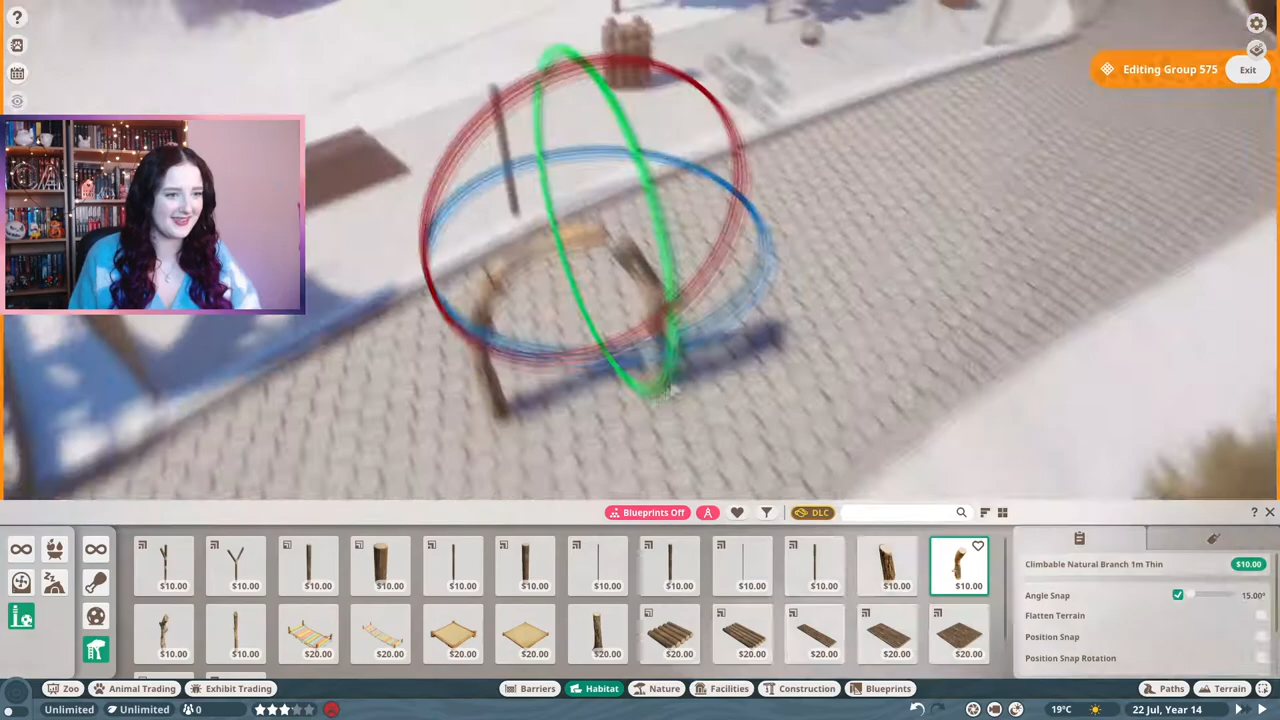 ?
Editing Group 575
Exit
Blueprints Off
DLC
?
$10.00 $10.00 $10.00 $10.00 $10.00 $10.00 $10.00 $10.00 $10.00 $10.00 $10.00 $10.00
$10.00 $10.00 $20.00 $20.00 $20.00 $20.00 $20.00 $20.00 $20.00 $20.00 $20.00 $20.00
Climbable Natural Branch 1m Thin $10.00
Angle Snap 15.00°
Flatten Terrain
Position Snap
Position Snap Rotation
Zoo Animal Trading Exhibit Trading Barriers Habitat Nature Facilities Construction Blueprints Paths Terrain
Unlimited Unlimited 0 19°C 22 Jul, Year 14